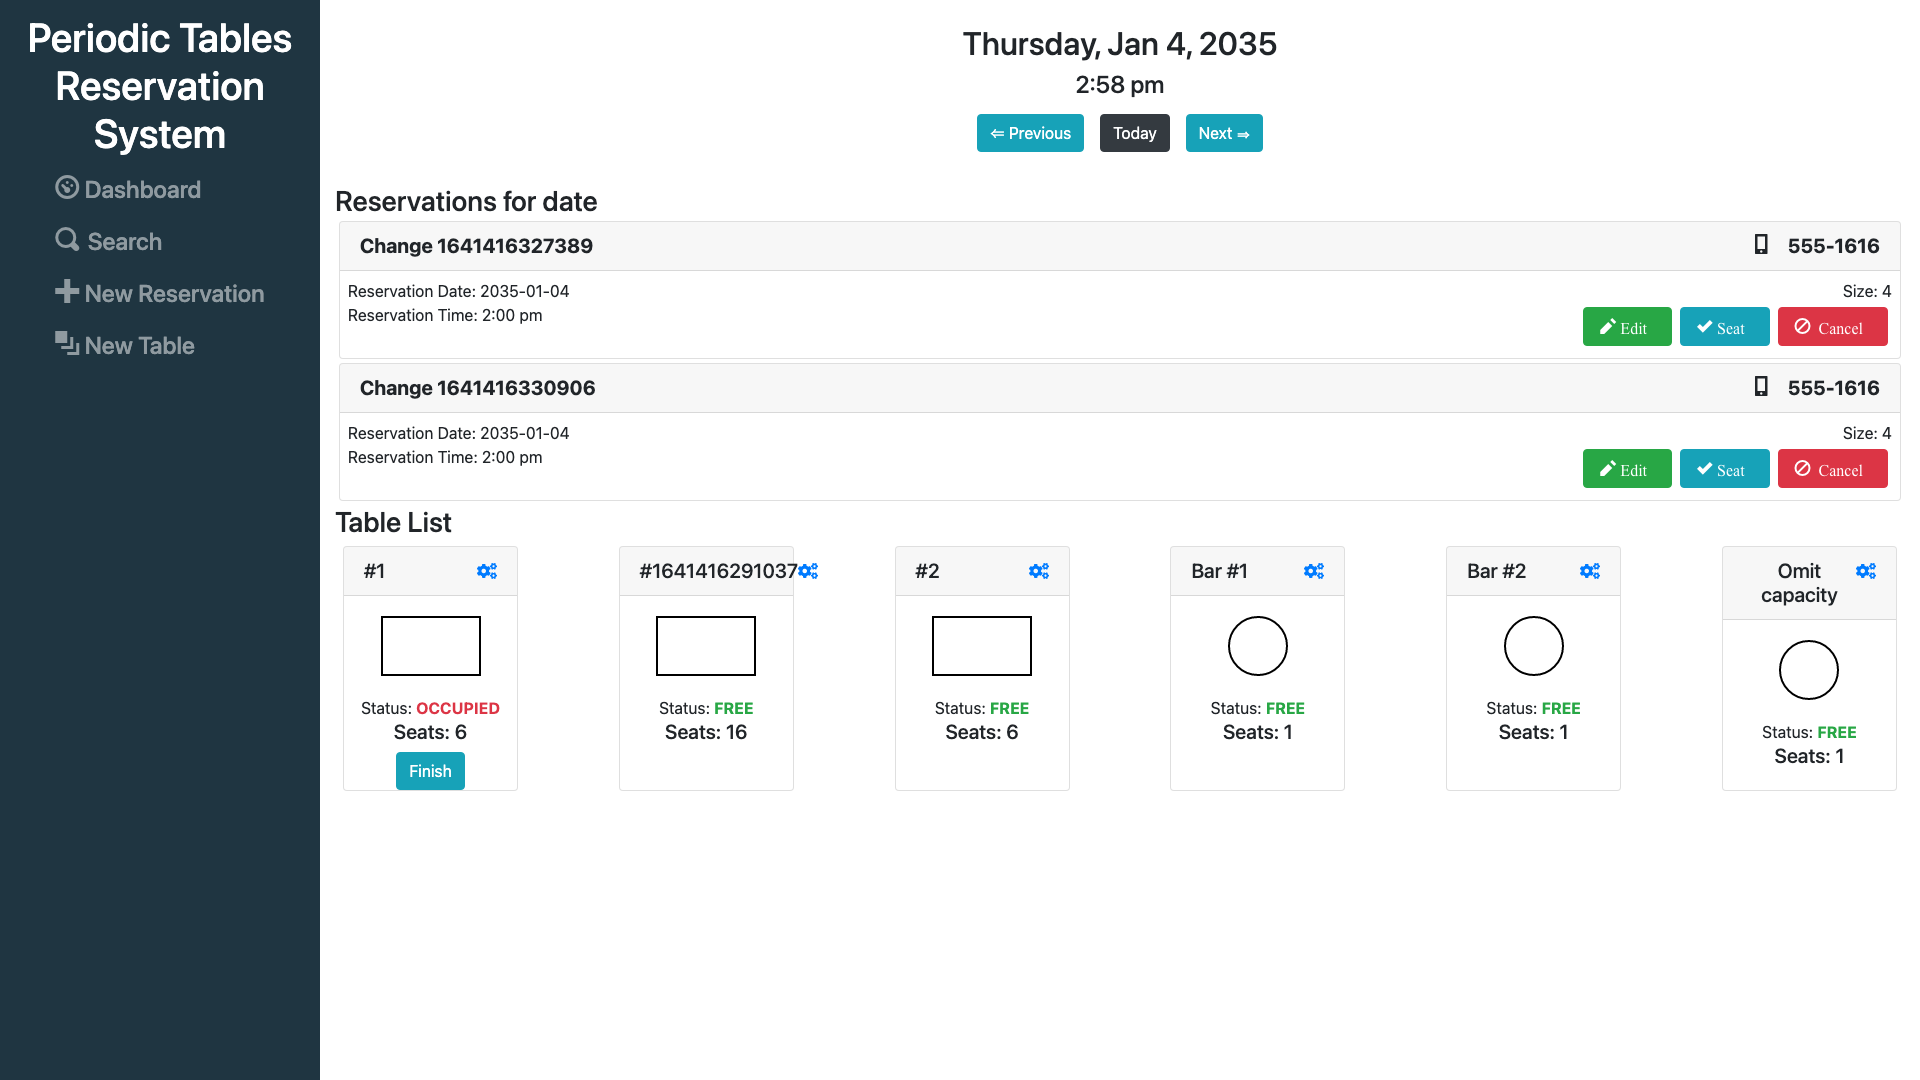 Periodic Tables
Reservation
System
Dashboard
Search
New Reservation
New Table
Thursday, Jan 4, 2035
2:58 pm
⇐ Previous
Today
Next ⇒
Reservations for date
Change 1641416327389
555-1616
Reservation Date: 2035-01-04
Size: 4
Reservation Time: 2:00 pm
Edit
Seat
Cancel
Change 1641416330906
555-1616
Reservation Date: 2035-01-04
Size: 4
Reservation Time: 2:00 pm
Edit
Seat
Cancel
Table List
#1
Status: OCCUPIED
Seats: 6
Finish
#1641416291037
Status: FREE
Seats: 16
#2
Status: FREE
Seats: 6
Bar #1
Status: FREE
Seats: 1
Bar #2
Status: FREE
Seats: 1
Omit
capacity
Status: FREE
Seats: 1